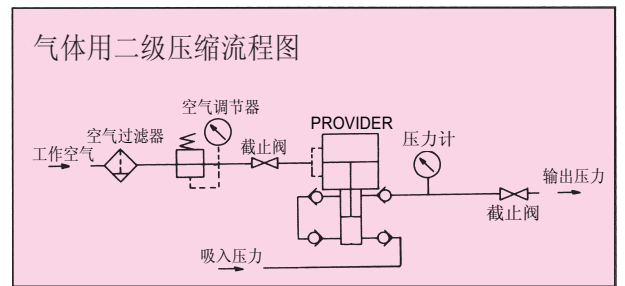 气体用二级压缩流程图
空气调节器
PROVIDER
空气过滤器
截止阀
压力计
工作空气
输出压力
截止阀
吸入压力